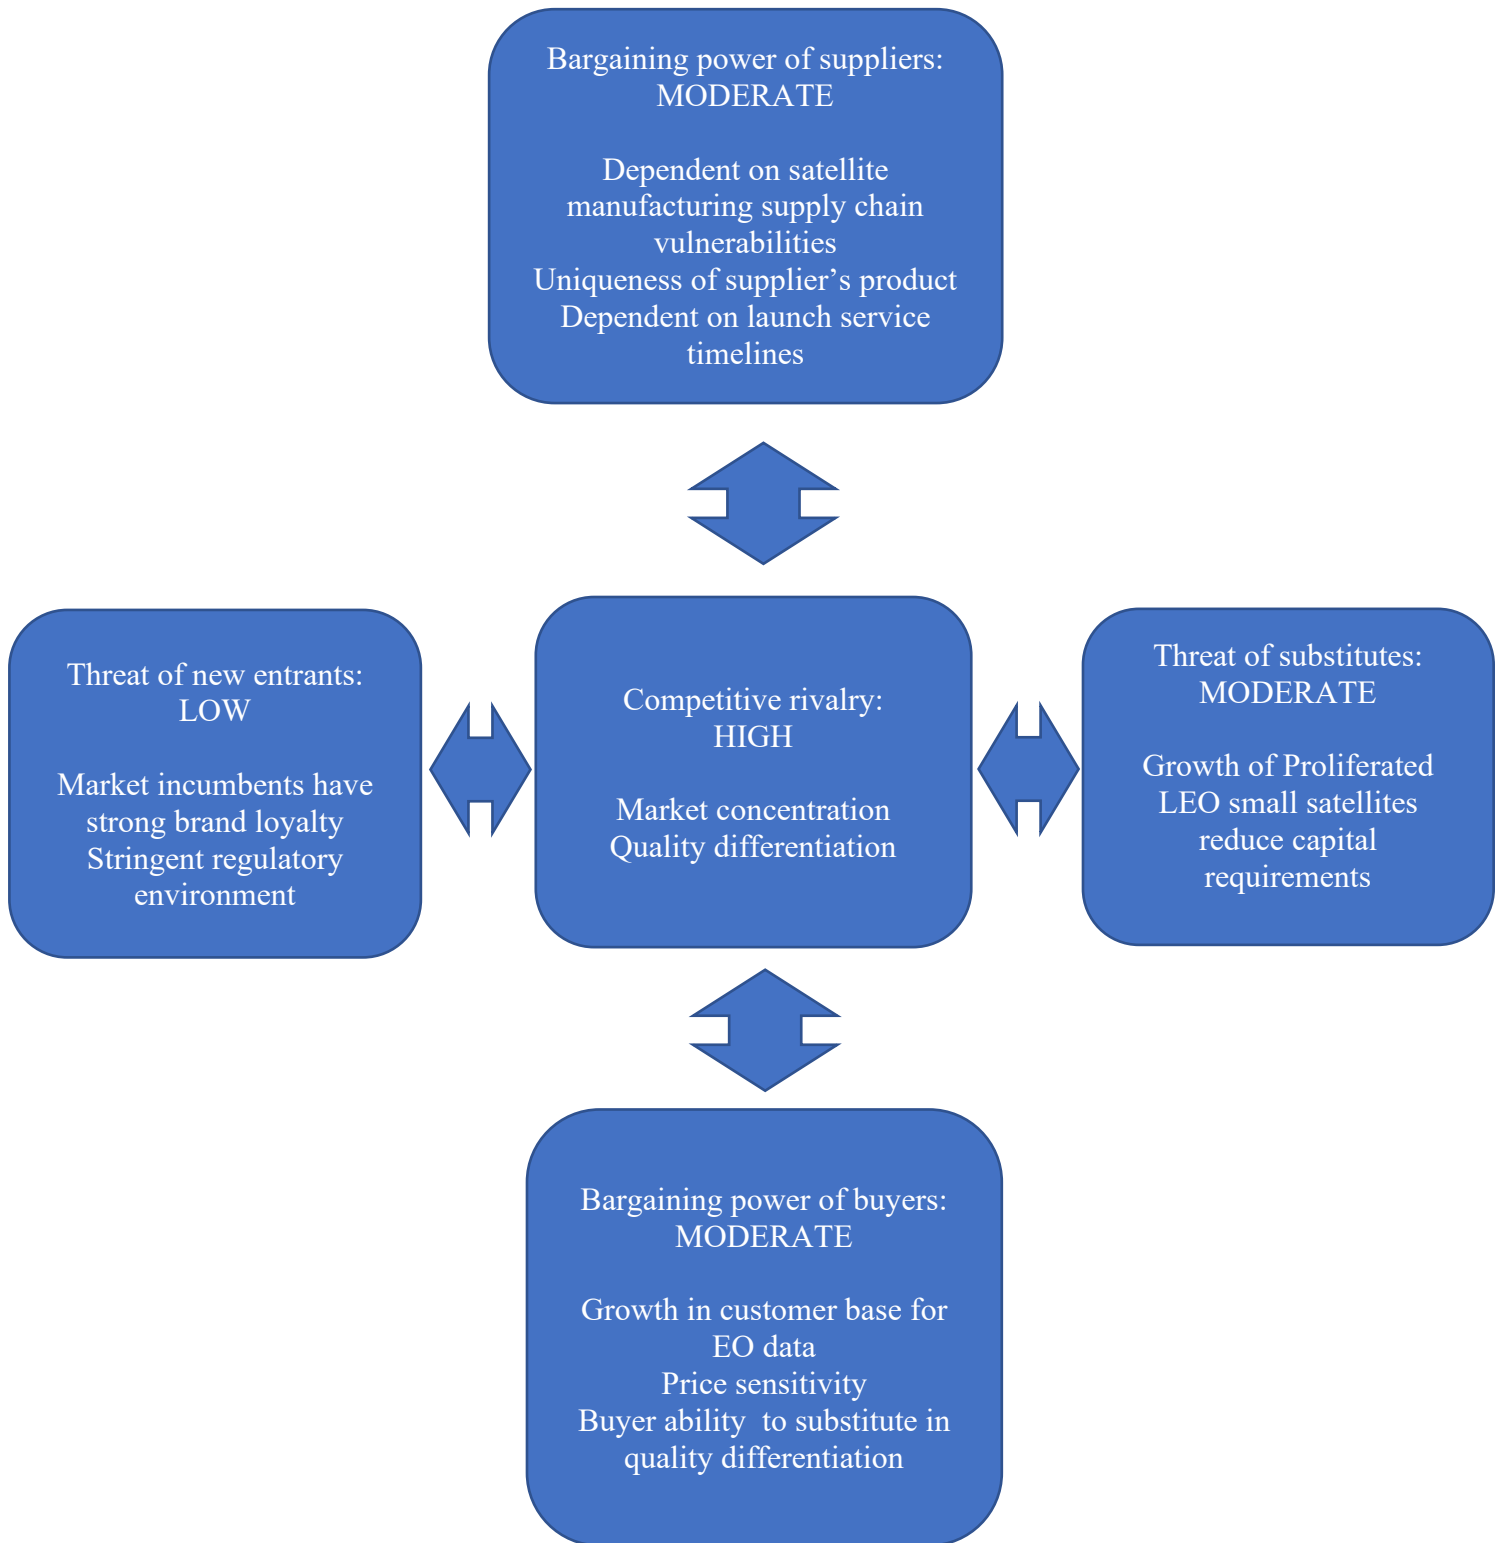 Bargaining power of suppliers:
MODERATE
Dependent on satellite
manufacturing supply chain
vulnerabilities
Uniqueness of supplier’s product
Dependent on launch service
timelines
Threat of new entrants:
LOW
Market incumbents have
strong brand loyalty
Stringent regulatory
environment
Competitive rivalry:
HIGH
Market concentration
Quality differentiation
Threat of substitutes:
MODERATE
Growth of Proliferated
LEO small satellites
reduce capital
requirements
Bargaining power of buyers:
MODERATE
Growth in customer base for
EO data
Price sensitivity
Buyer ability  to substitute in
quality differentiation